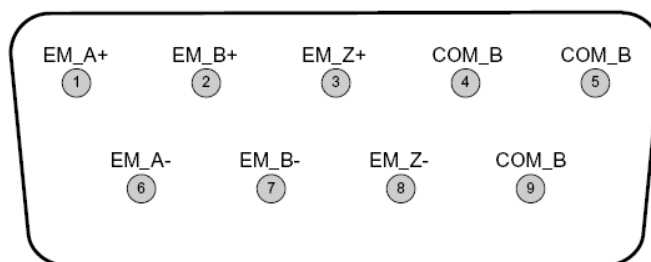 EM_A+ EM_B+ EM_Z+ COM_B COM_B
1 2 3 4 5
EM_A- EM_B- EM_Z- COM_B
6 7 8 9